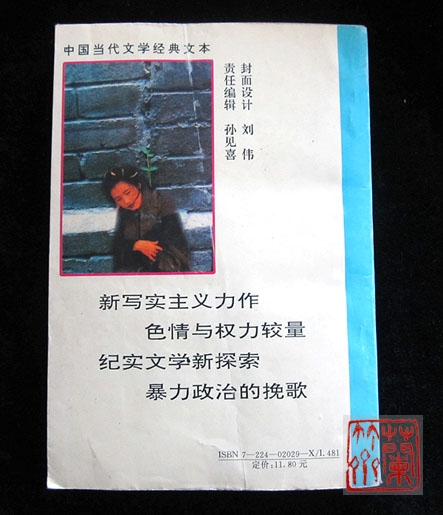 中国当代文学经典文本
封面设计 刘伟
责任编辑 孙见喜
新写实主义力作
色情与权力较量
纪实文学新探索
暴力政治的挽歌
ISBN 7—224—02029—X/I.481
定价:11.80 元